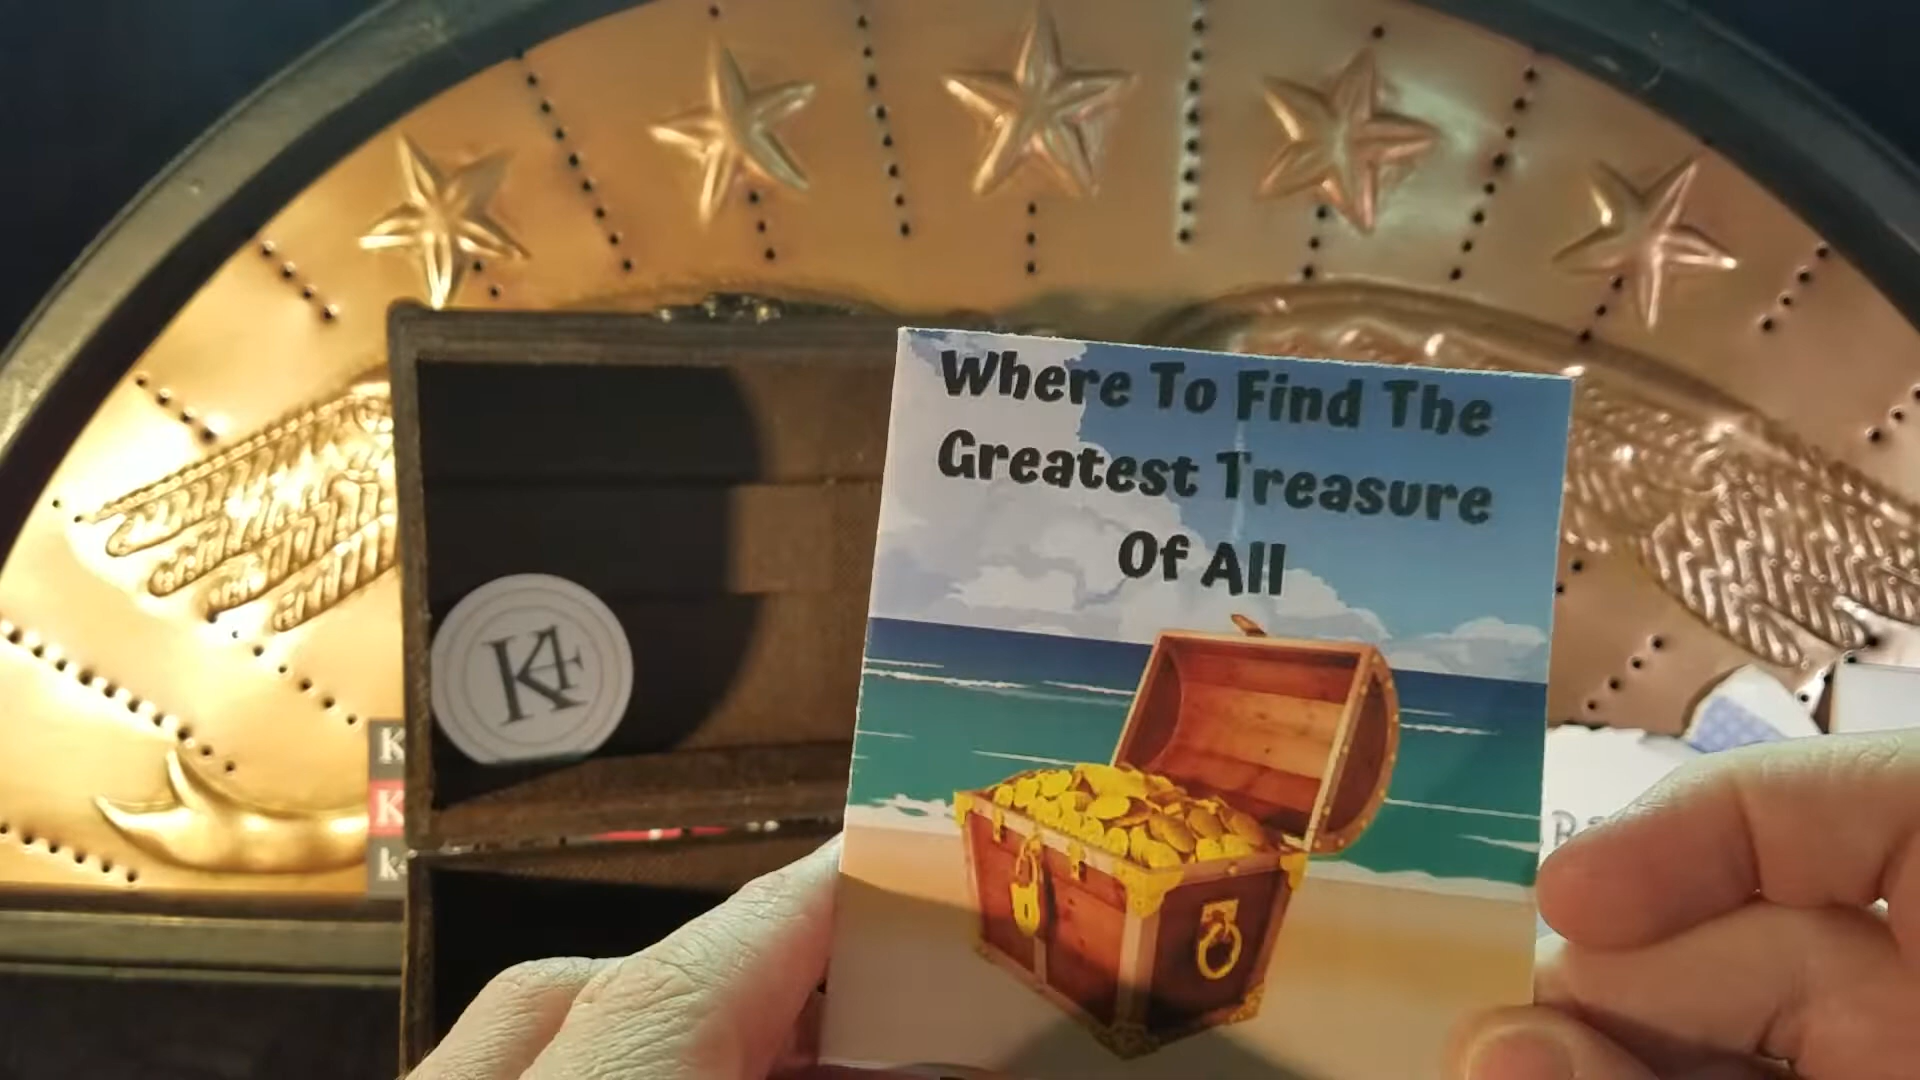 Where To Find The
Greatest Treasure
Of All
K4
K
K
K